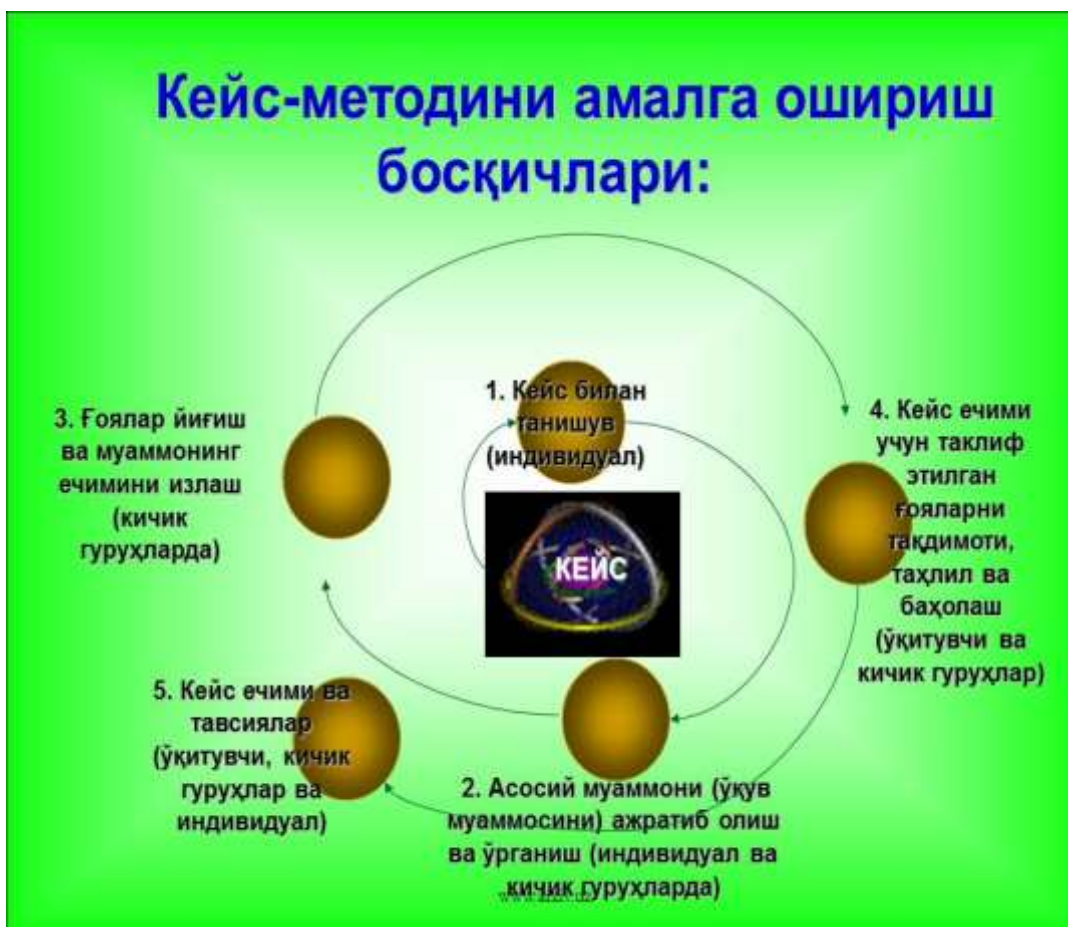 Кейс-методини амалга ошириш
босқичлари:
1. Кейс билан
танишув
(индивидуал)
3. Ғоялар йиғиш
ва муаммонинг
ечимини излаш
(кичик
гуруҳларда)
4. Кейс ечими
учун таклиф
этилган
ғояларни
тақдимоти,
таҳлил ва
баҳолаш
(ўқитувчи ва
кичик гуруҳлар)
КЕЙС
5. Кейс ечими ва
тавсиялар
(ўқитувчи, кичик
гуруҳлар ва
индивидуал)
2. Асосий муаммони (ўқув
муаммосини) ажратиб олиш
ва ўрганиш (индивидуал ва
кичик гуруҳларда)